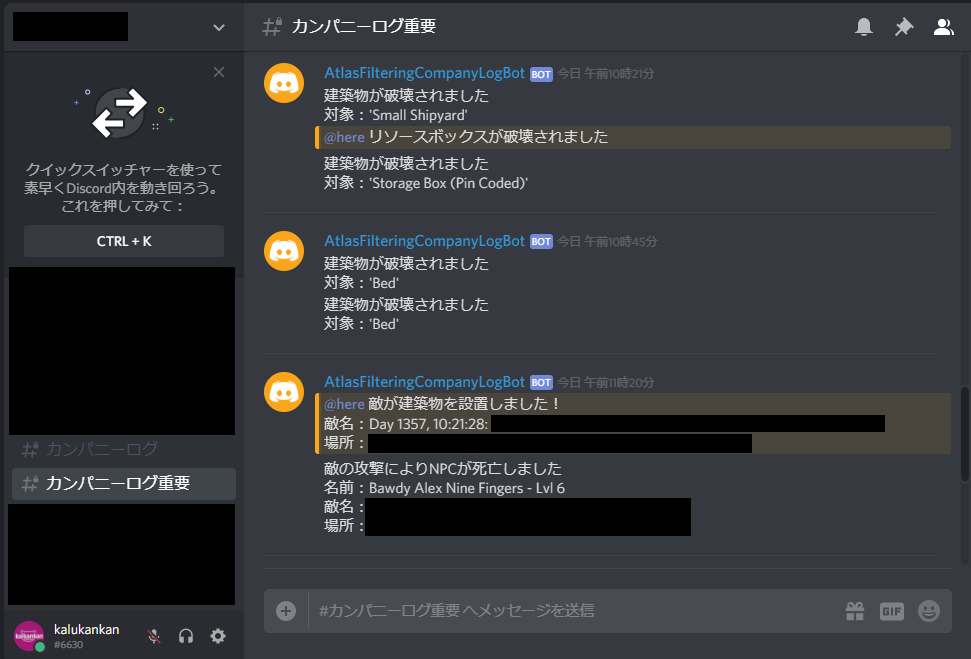 カンパニーログ重要
クイックスイッチャーを使って
素早くDiscord内を動き回ろう。
これを押してみて：
CTRL + K
カンパニーログ
カンパニーログ重要
kalukankan
#6630
AtlasFilteringCompanyLogBot BOT 今日 午前10時21分
建築物が破壊されました
対象：'Small Shipyard'
@here リソースボックスが破壊されました
建築物が破壊されました
対象：'Storage Box (Pin Coded)'
AtlasFilteringCompanyLogBot BOT 今日 午前10時45分
建築物が破壊されました
対象：'Bed'
建築物が破壊されました
対象：'Bed'
AtlasFilteringCompanyLogBot BOT 今日 午前11時20分
@here 敵が建築物を設置しました！
敵名：Day 1357, 10:21:28:
場所：
敵の攻撃によりNPCが死亡しました
名前：Bawdy Alex Nine Fingers - Lvl 6
敵名：
場所：
#カンパニーログ重要 へメッセージを送信
GIF